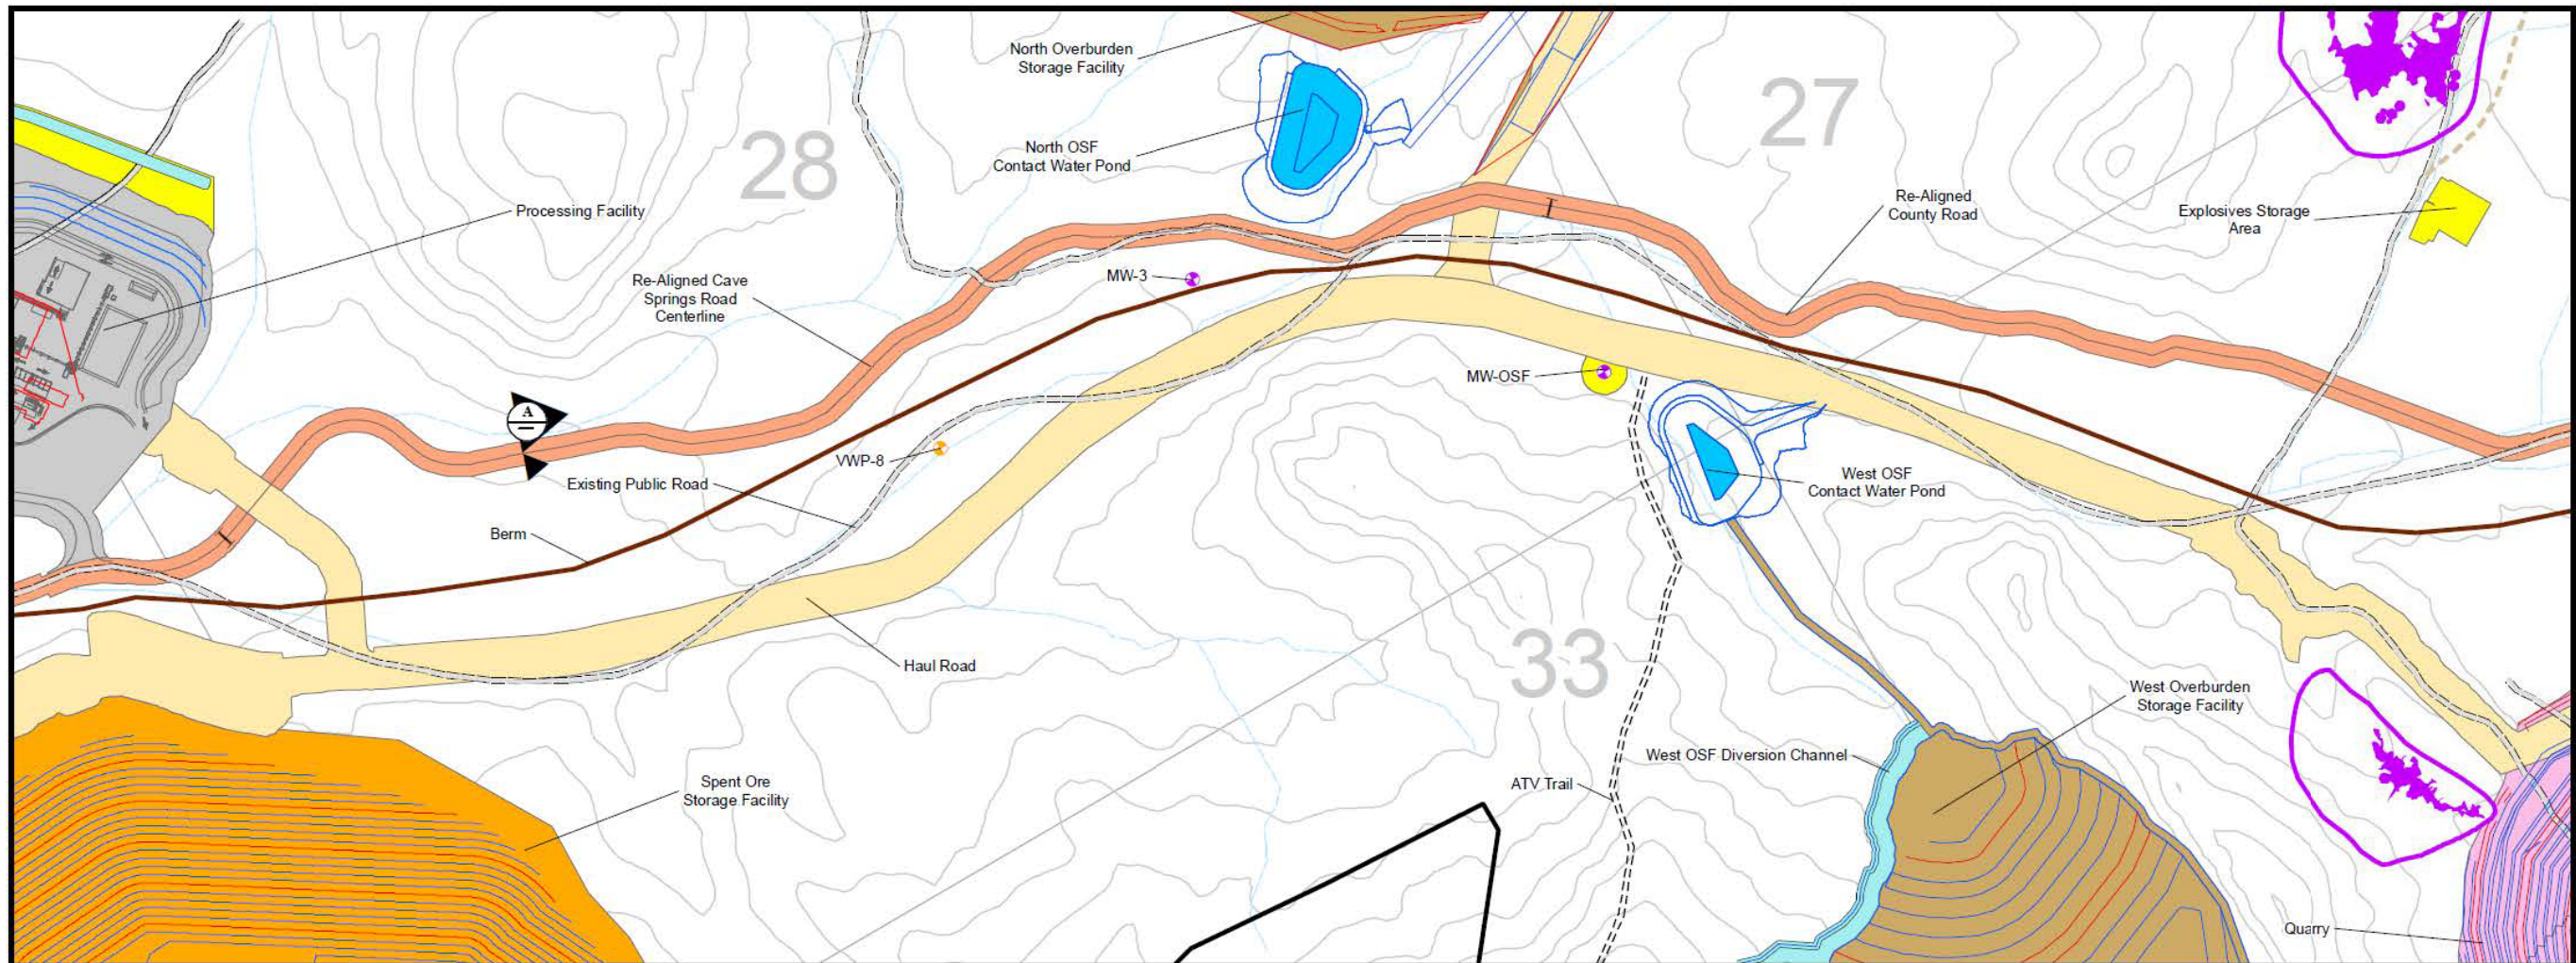 North Overburden
Storage Facility
28
27
North OSF
Contact Water Pond
Processing Facility
Re-Aligned
County Road
Explosives Storage
Area
Re-Aligned Cave
Springs Road
Centerline
MW-3
MW-OSF
A
VWP-8
Existing Public Road
West OSF
Contact Water Pond
Berm
33
Haul Road
West Overburden
Storage Facility
West OSF Diversion Channel
Spent Ore
Storage Facility
ATV Trail
Quarry